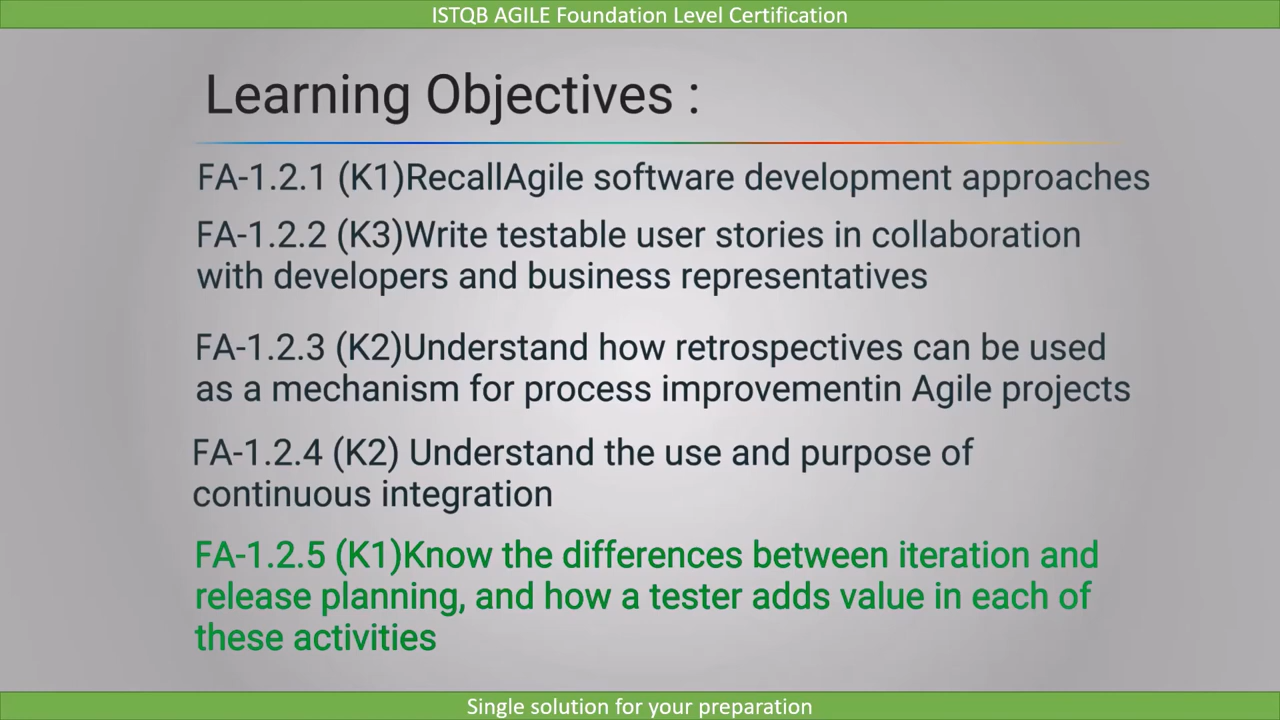 ISTQB AGILE Foundation Level Certification
Learning Objectives :
FA-1.2.1 (K1)RecallAgile software development approaches
FA-1.2.2 (K3)Write testable user stories in collaboration
with developers and business representatives
FA-1.2.3 (K2)Understand how retrospectives can be used
as a mechanism for process improvementin Agile projects
FA-1.2.4 (K2) Understand the use and purpose of
continuous integration
FA-1.2.5 (K1)Know the differences between iteration and
release planning, and how a tester adds value in each of
these activities
Single solution for your preparation